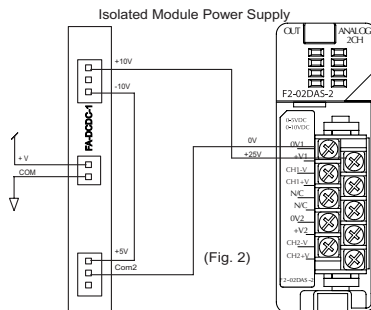 Isolated Module Power Supply
+10V
-10V
FA-DCDC-1
+ V
COM
+5V
Com2
0V
+25V
(Fig. 2)
OUT ANALOG
2CH
F2-02DAS-2
0-5VDC
0-10VDC
0V1
+V1
CH1-V
CH1+V
N/C
N/C
0V2
+V2
CH2-V
CH2+V
F2-02DAS-2